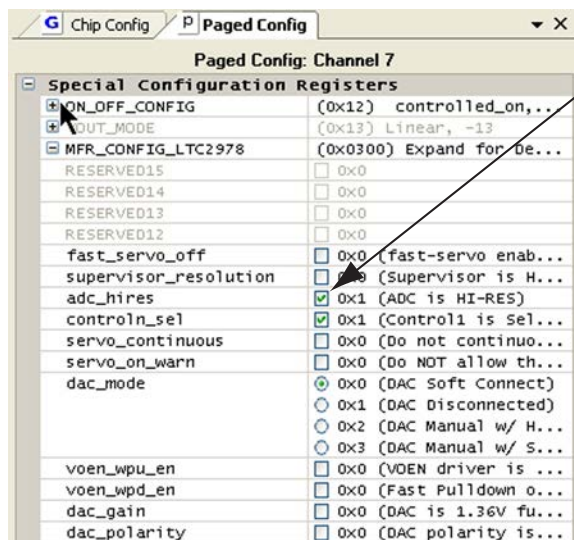 G Chip Config P Paged Config
Paged Config: Channel 7
Special Configuration Registers
ON_OFF_CONFIG (0x12) controlled_on,...
OUT_MODE (0x13) Linear, -13
MFR_CONFIG_LTC2978 (0x0300) Expand for De...
RESERVED15 0x0
RESERVED14 0x0
RESERVED13 0x0
RESERVED12 0x0
fast_servo_off 0x0 (fast-servo enab...
supervisor_resolution 0x0 (Supervisor is H...
adc_hires 0x1 (ADC is HI-RES)
controln_sel 0x1 (Control1 is Sel...
servo_continuous 0x0 (Do not continuo...
servo_on_warn 0x0 (Do NOT allow th...
dac_mode 0x0 (DAC Soft Connect)
0x1 (DAC Disconnected)
0x2 (DAC Manual w/ H...
0x3 (DAC Manual w/ S...
voen_wpu_en 0x0 (VOEN driver is ...
voen_wpd_en 0x0 (Fast Pulldown o...
dac_gain 0x0 (DAC is 1.36V fu...
dac_polarity 0x0 (DAC polarity is...